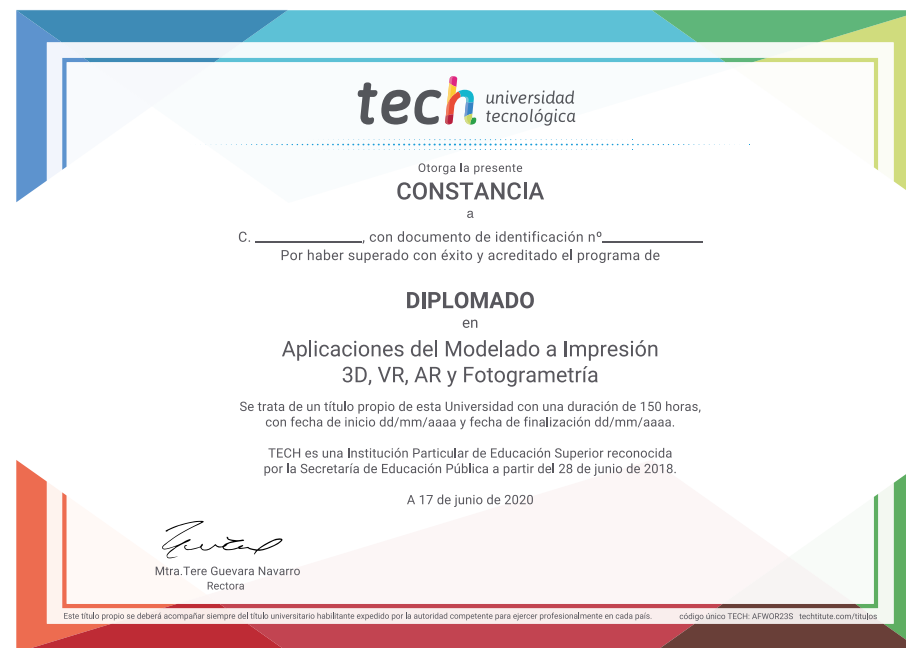 tech universidad
tecnológica
Otorga la presente
CONSTANCIA
a
C. ____________, con documento de identificación nº____________
Por haber superado con éxito y acreditado el programa de
DIPLOMADO
en
Aplicaciones del Modelado a Impresión
3D, VR, AR y Fotogrametría
Se trata de un título propio de esta Universidad con una duración de 150 horas,
con fecha de inicio dd/mm/aaaa y fecha de finalización dd/mm/aaaa.
TECH es una Institución Particular de Educación Superior reconocida
por la Secretaría de Educación Pública a partir del 28 de junio de 2018.
A 17 de junio de 2020
Mtra.Tere Guevara Navarro
Rectora
Este título propio se deberá acompañar siempre del título universitario habilitante expedido por la autoridad competente para ejercer profesionalmente en cada país. código único TECH: AFWOR23S techtitute.com/titulos